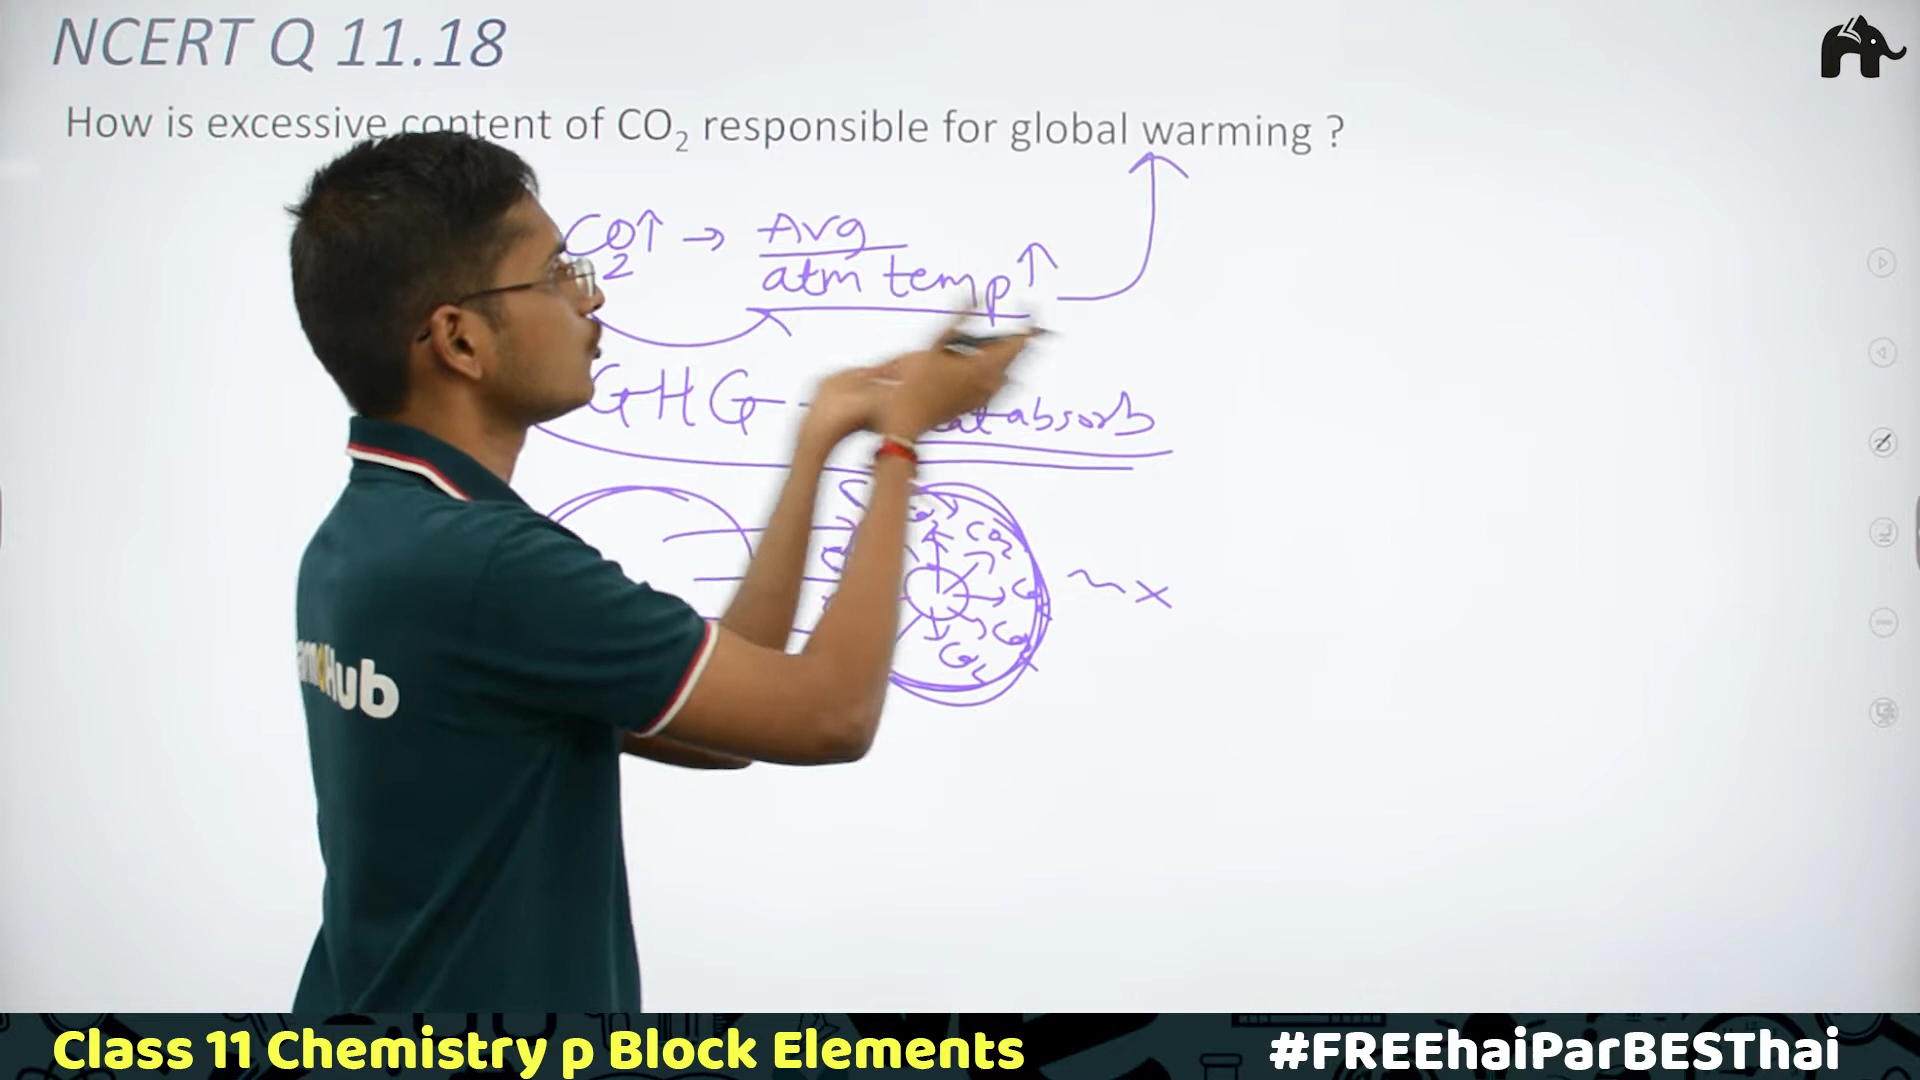 NCERT Q 11.18
How is excessive content of CO₂ responsible for global warming ?
CO₂↑ → Avg
atm temp↑
GHG absorb
CO₂
Hub
Class 11 Chemistry p Block Elements
#FREEhaiParBESThai